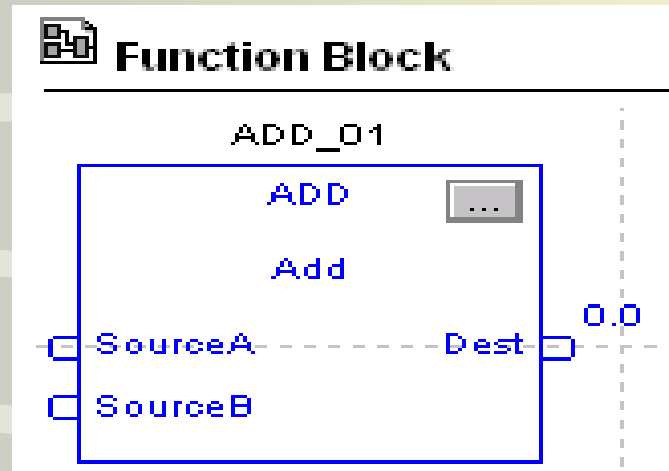 Function Block
ADD_01
ADD ...
Add
0.0
SourceA Dest
SourceB